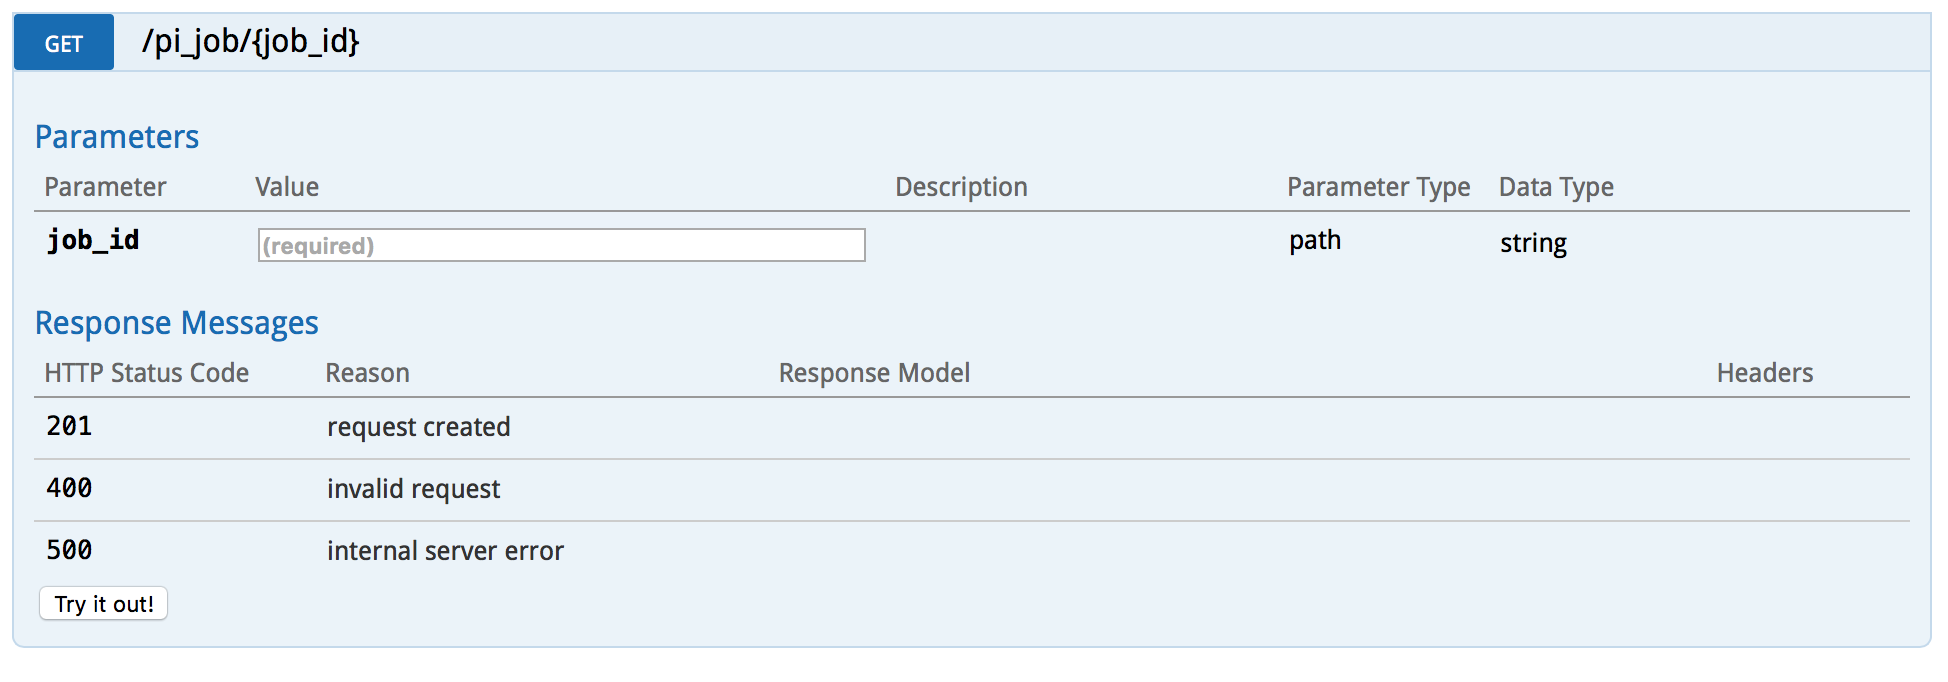 GET /pi_job/{job_id}
Parameters
Parameter Value Description Parameter Type Data Type
job_id (required) path string
Response Messages
HTTP Status Code Reason Response Model Headers
201 request created
400 invalid request
500 internal server error
Try it out!